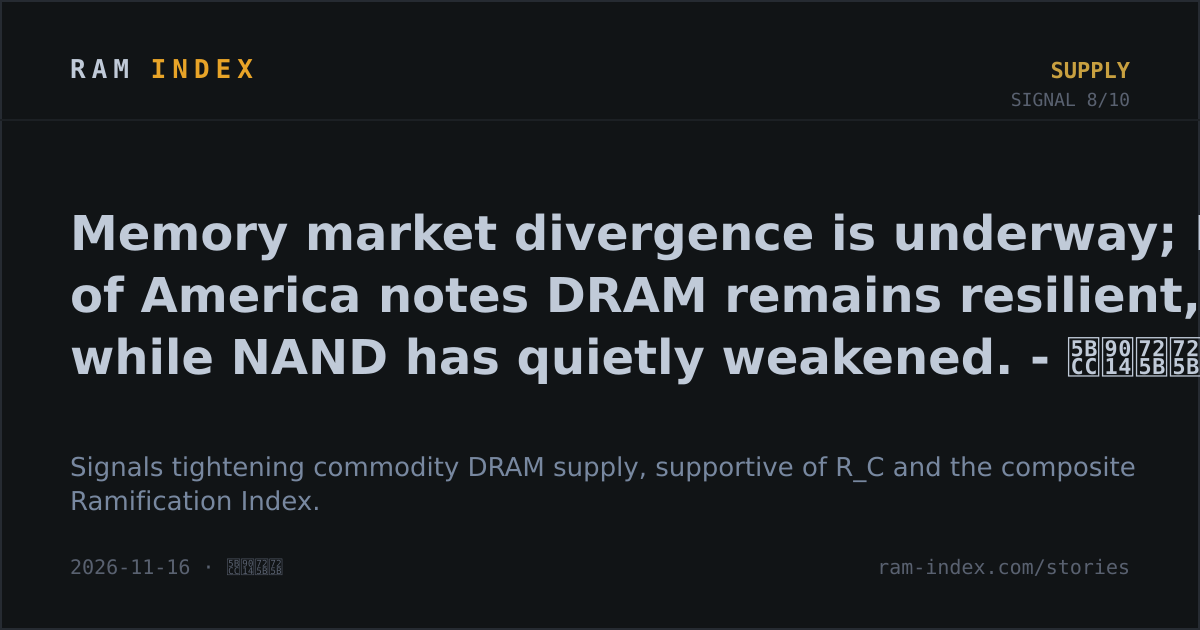 RAM INDEX
SUPPLY
SIGNAL 8/10
Memory market divergence is underway;
of America notes DRAM remains resilient,
while NAND has quietly weakened. -
Signals tightening commodity DRAM supply, supportive of R_C and the composite
Ramification Index.
2026-11-16 ·
ram-index.com/stories